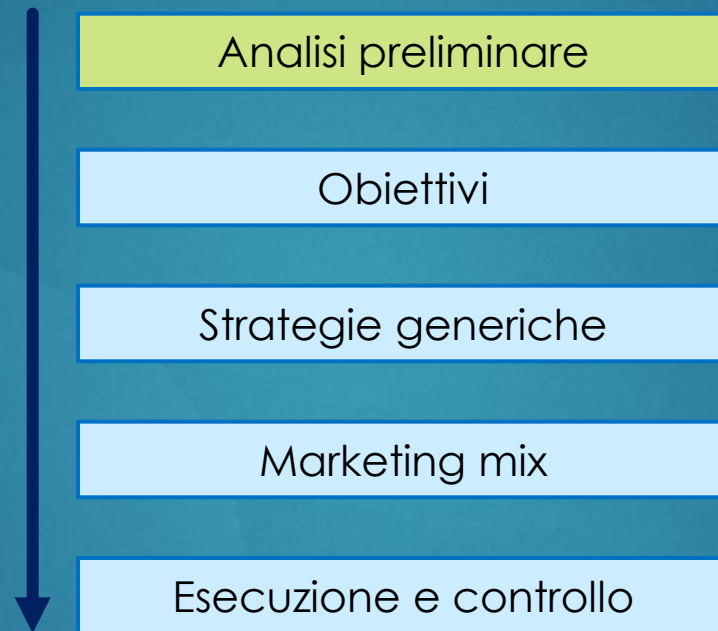 Analisi preliminare
Obiettivi
Strategie generiche
Marketing mix
Esecuzione e controllo